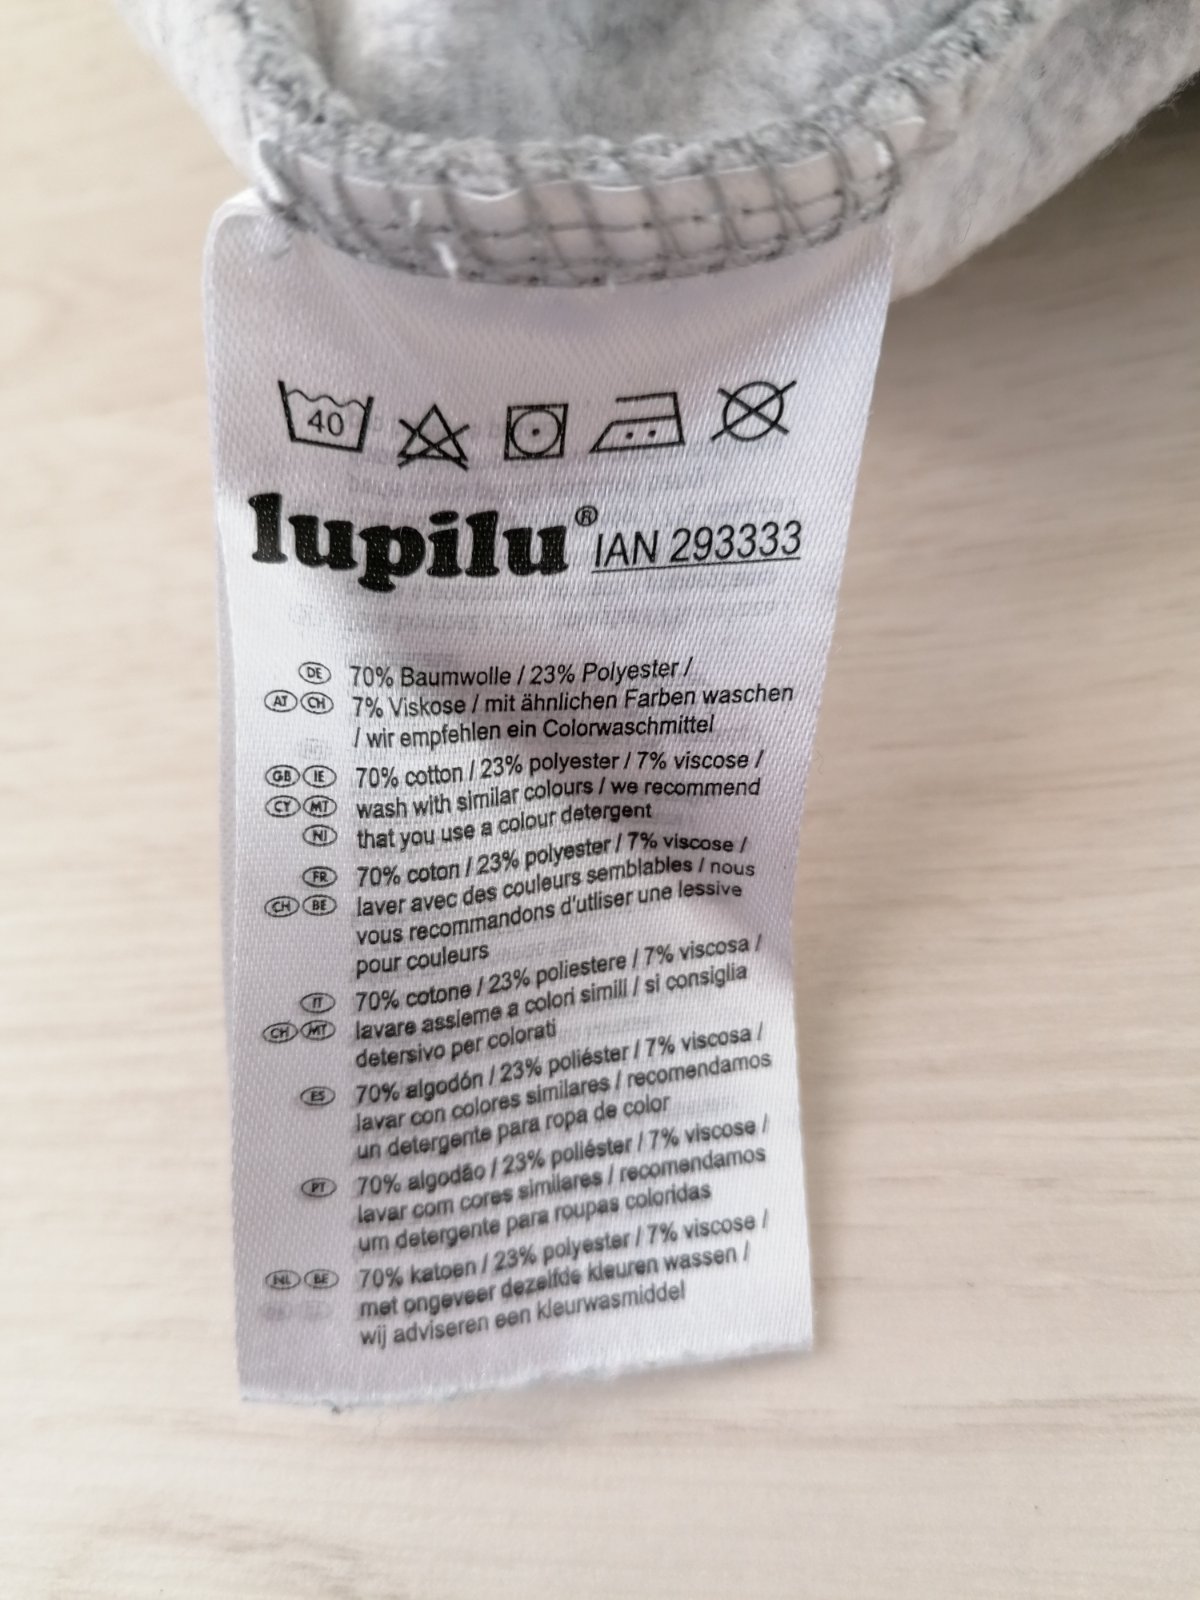 40
lupilu® IAN 293333
DE 70% Baumwolle / 23% Polyester /
AT CH 7% Viskose / mit ähnlichen Farben waschen
/ wir empfehlen ein Colorwaschmittel
GB IE 70% cotton / 23% polyester / 7% viscose /
CY MT wash with similar colours / we recommend
NI that you use a colour detergent
FR 70% coton / 23% polyester / 7% viscose /
CH BE laver avec des couleurs semblables / nous
vous recommandons d'utliser une lessive
pour couleurs
IT 70% cotone / 23% poliestere / 7% viscosa /
CH MT lavare assieme a colori simili / si consiglia
detersivo per colorati
ES 70% algodón / 23% poliéster / 7% viscosa /
lavar con colores similares / recomendamos
un detergente para ropa de color
PT 70% algodão / 23% poliéster / 7% viscose /
lavar com cores similares / recomendamos
um detergente para roupas coloridas
NL BE 70% katoen / 23% polyester / 7% viscose /
met ongeveer dezelfde kleuren wassen /
wij adviseren een kleurwasmiddel